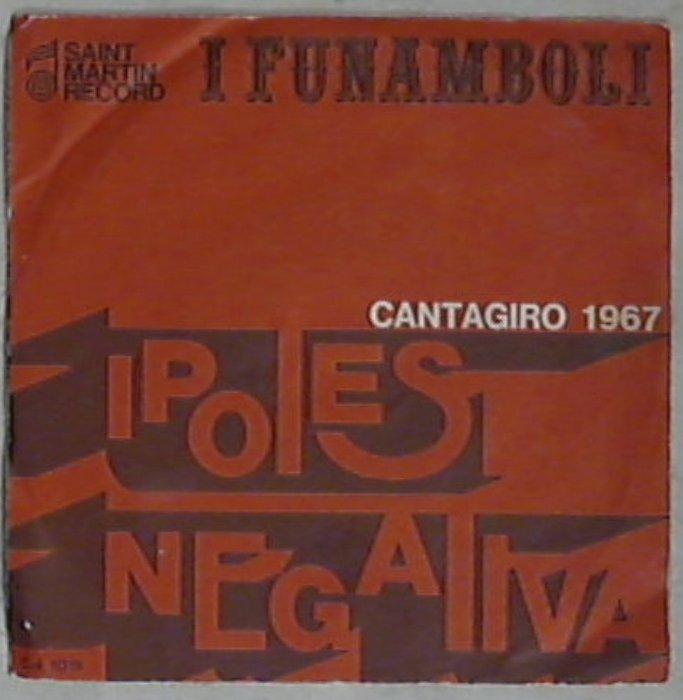 SAINT
MARTIN
RECORD
I FUNAMBOLI
CANTAGIRO 1967
IPOTESI
NEGATIVA